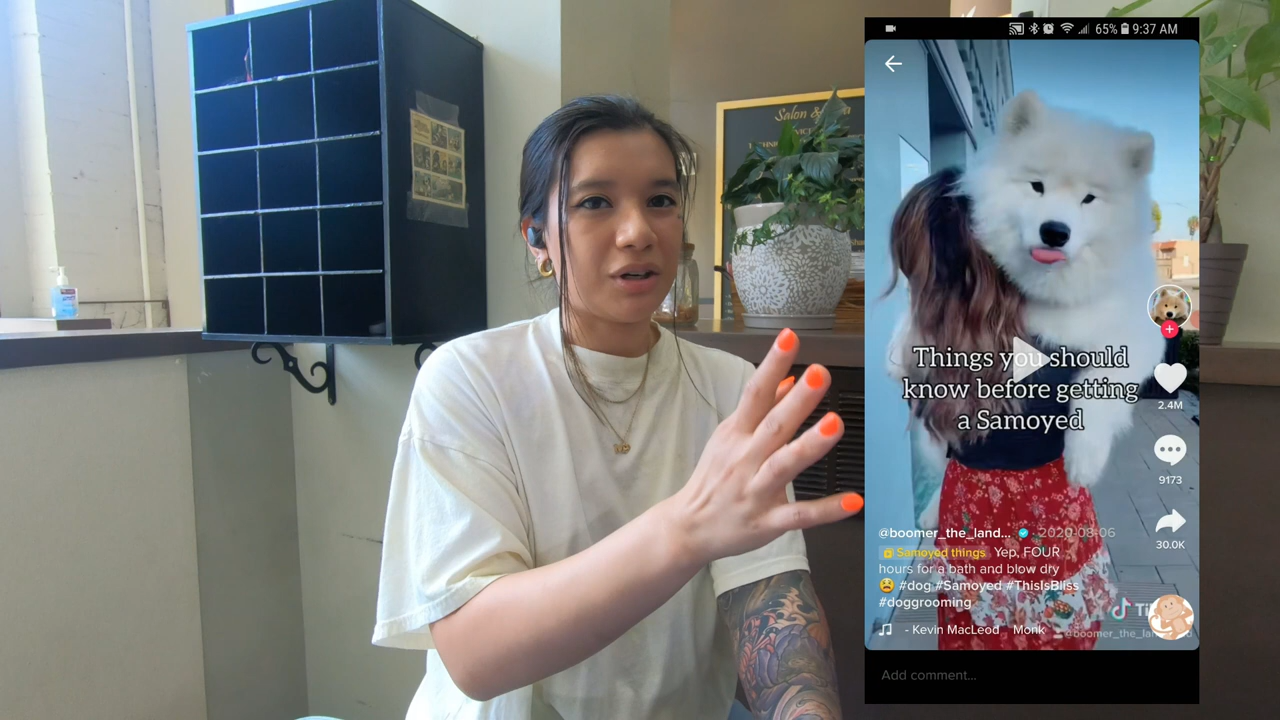 Salon &
65% 9:37 AM
Things you should
know before getting
a Samoyed
2.4M
9173
30.0K
@boomer_the_land... · 2020-08-06
Samoyed things Yep, FOUR
hours for a bath and blow dry
😫 #dog #Samoyed #ThisIsBliss
#doggrooming
- Kevin MacLeod Monk
@boomer_the_lan
Add comment...